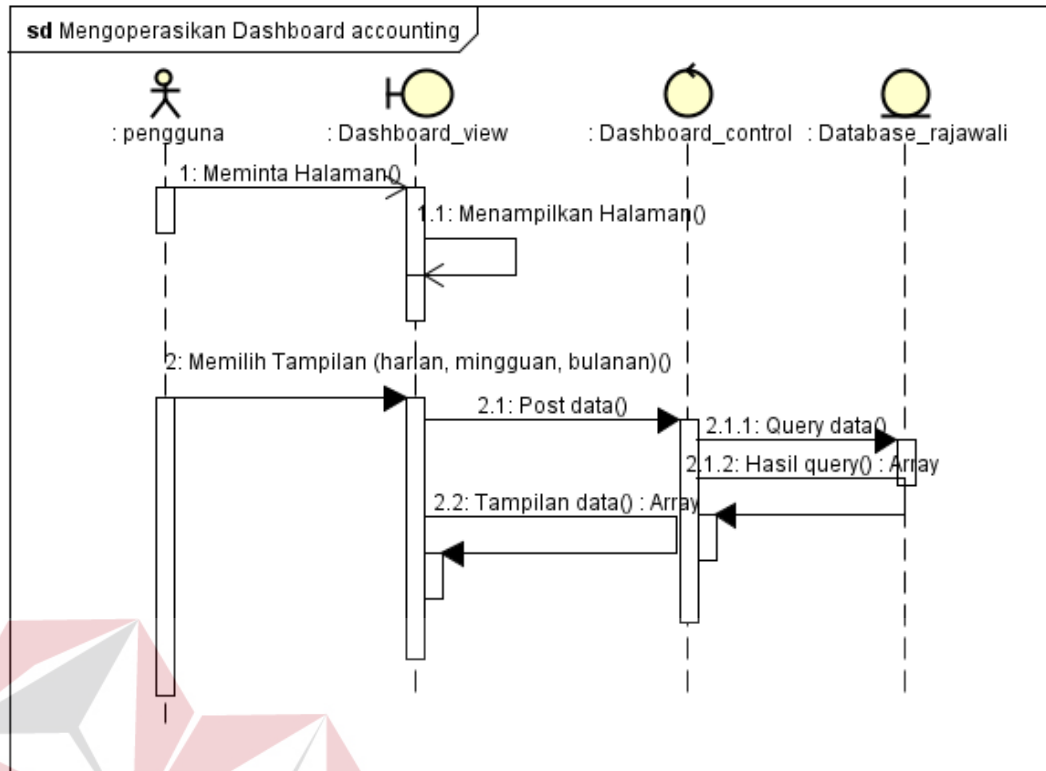 sd Mengoperasikan Dashboard accounting
: pengguna
: Dashboard_view
: Dashboard_control
: Database_rajawali
1: Meminta Halaman()
1.1: Menampilkan Halaman()
2: Memilih Tampilan (harian, mingguan, bulanan)()
2.1: Post data()
2.1.1: Query data()
2.1.2: Hasil query() : Array
2.2: Tampilan data() : Array